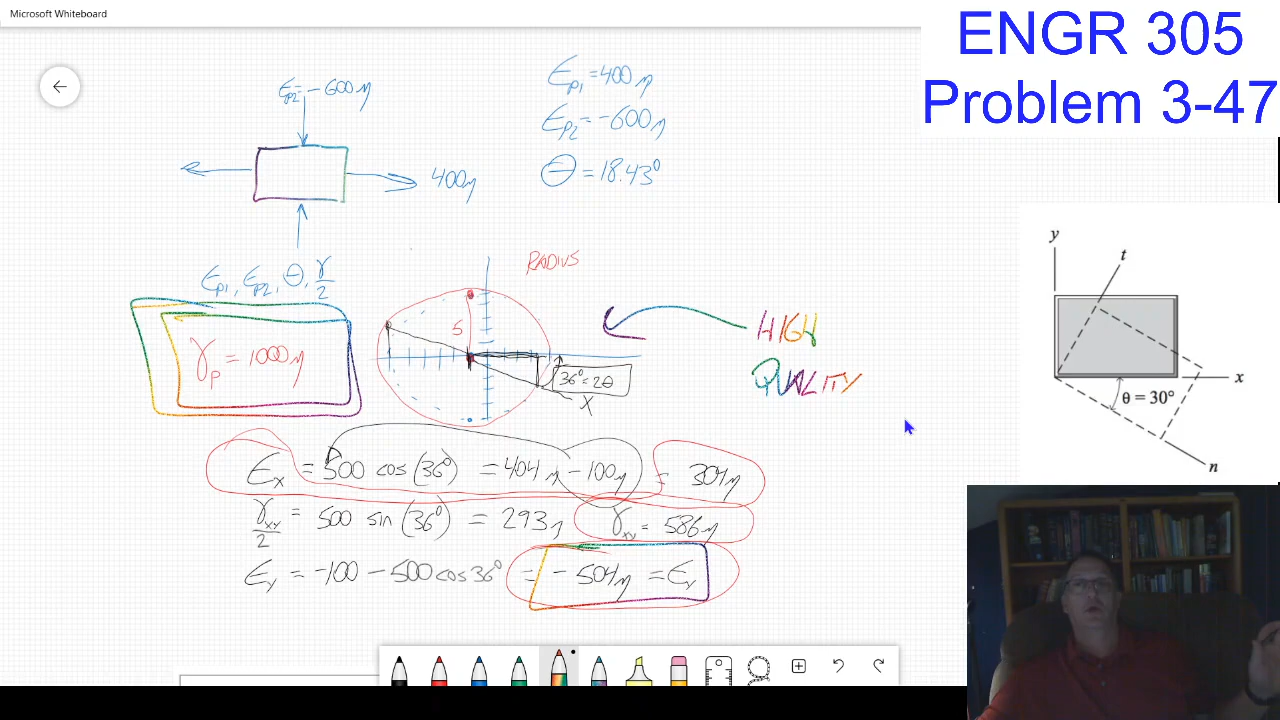 Microsoft Whiteboard
ENGR 305
Problem 3-47
ϵp2 = -600μ
400μ
ϵp1 = 400μ
ϵp2 = -600μ
θ = 18.43°
ϵp1, ϵp2, θ, γ/2
γp = 1000μ
RADIUS
5
36° = 2θ
X
HIGH
QUALITY
ϵx = 500 cos (36°) = 404μ - 100μ = 304μ
γxy/2 = 500 sin (36°) = 293μ γxy = 586μ
ϵy = -100 - 500 cos 36° = -504μ = ϵy
y
t
x
θ = 30°
n